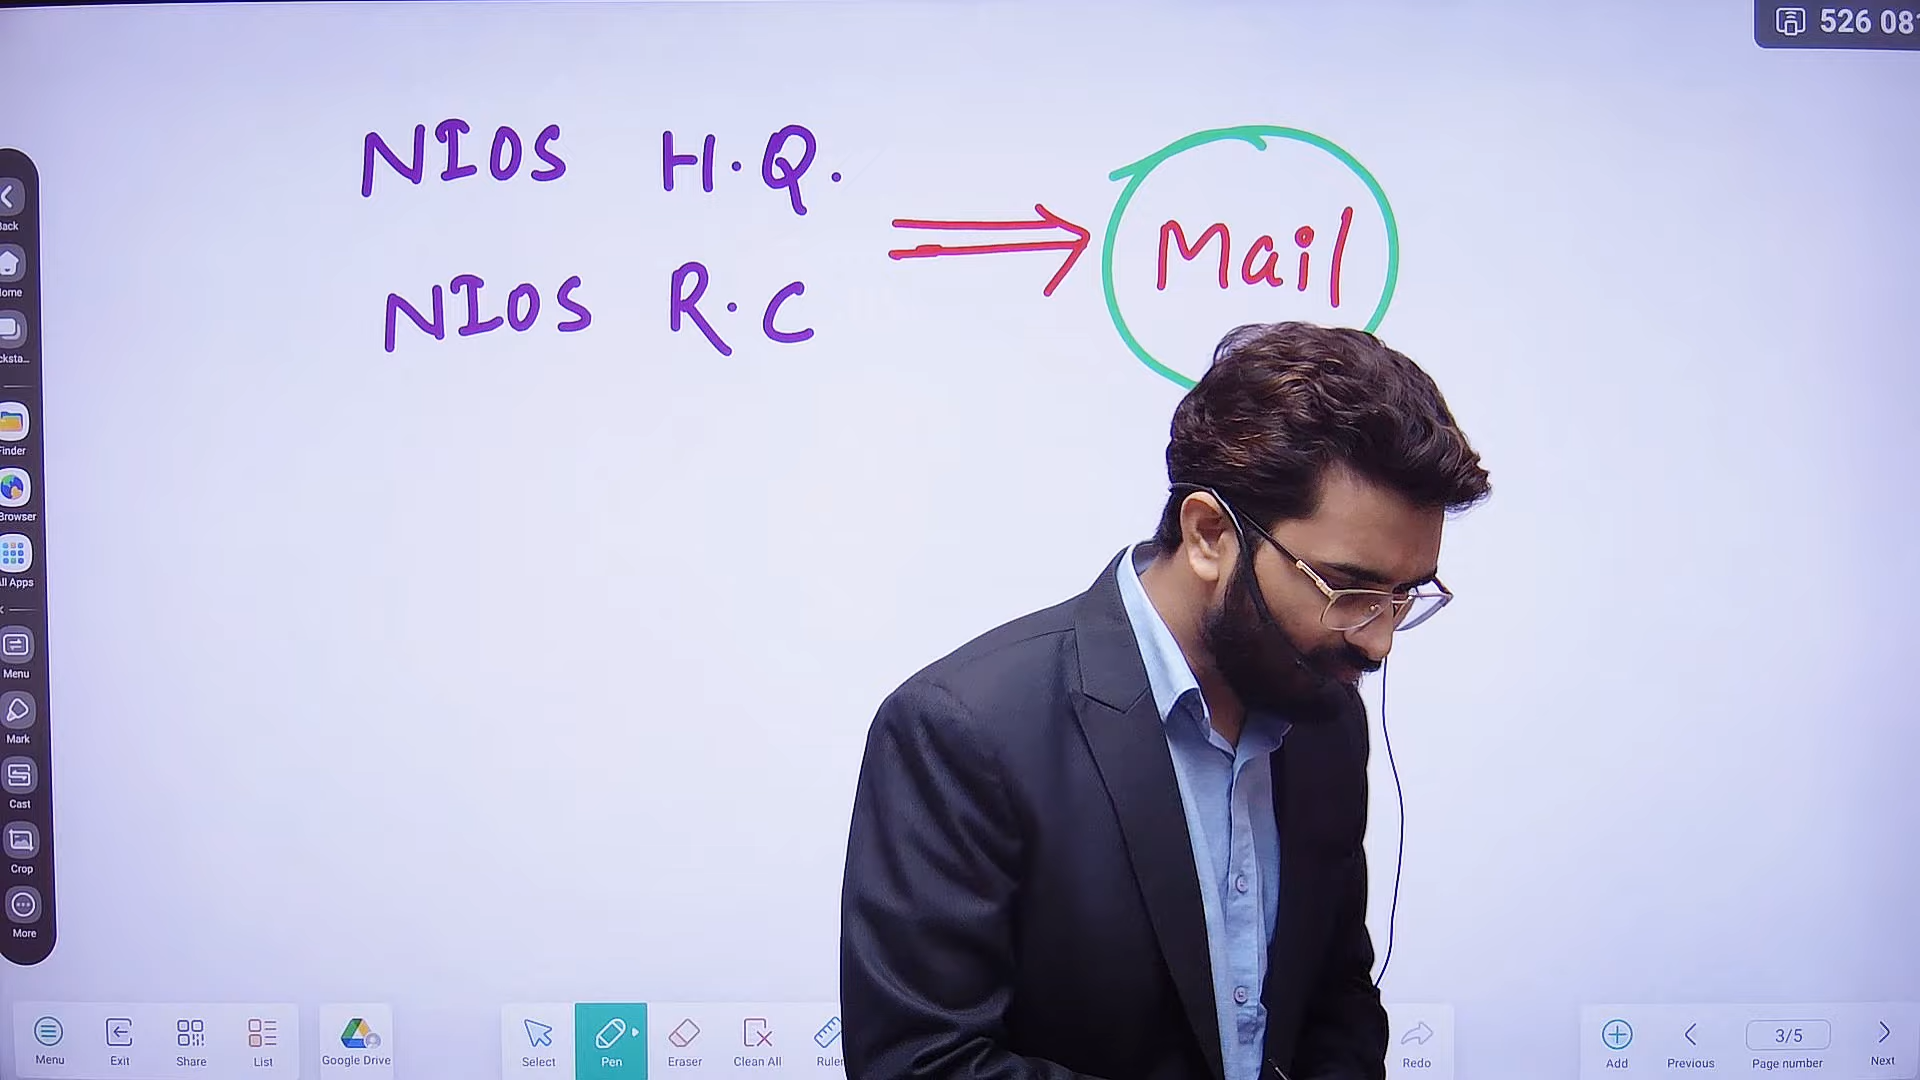 526 08
NIOS H.Q.
Mail
NIOS R.C
Back
Home
Finder
Browser
All Apps
Menu
Mark
Cast
Crop
More
Menu
Exit
Share
List
Google Drive
Select
Pen
Eraser
Clean All
Ruler
Redo
Add
Previous
3/5
Page number
Next